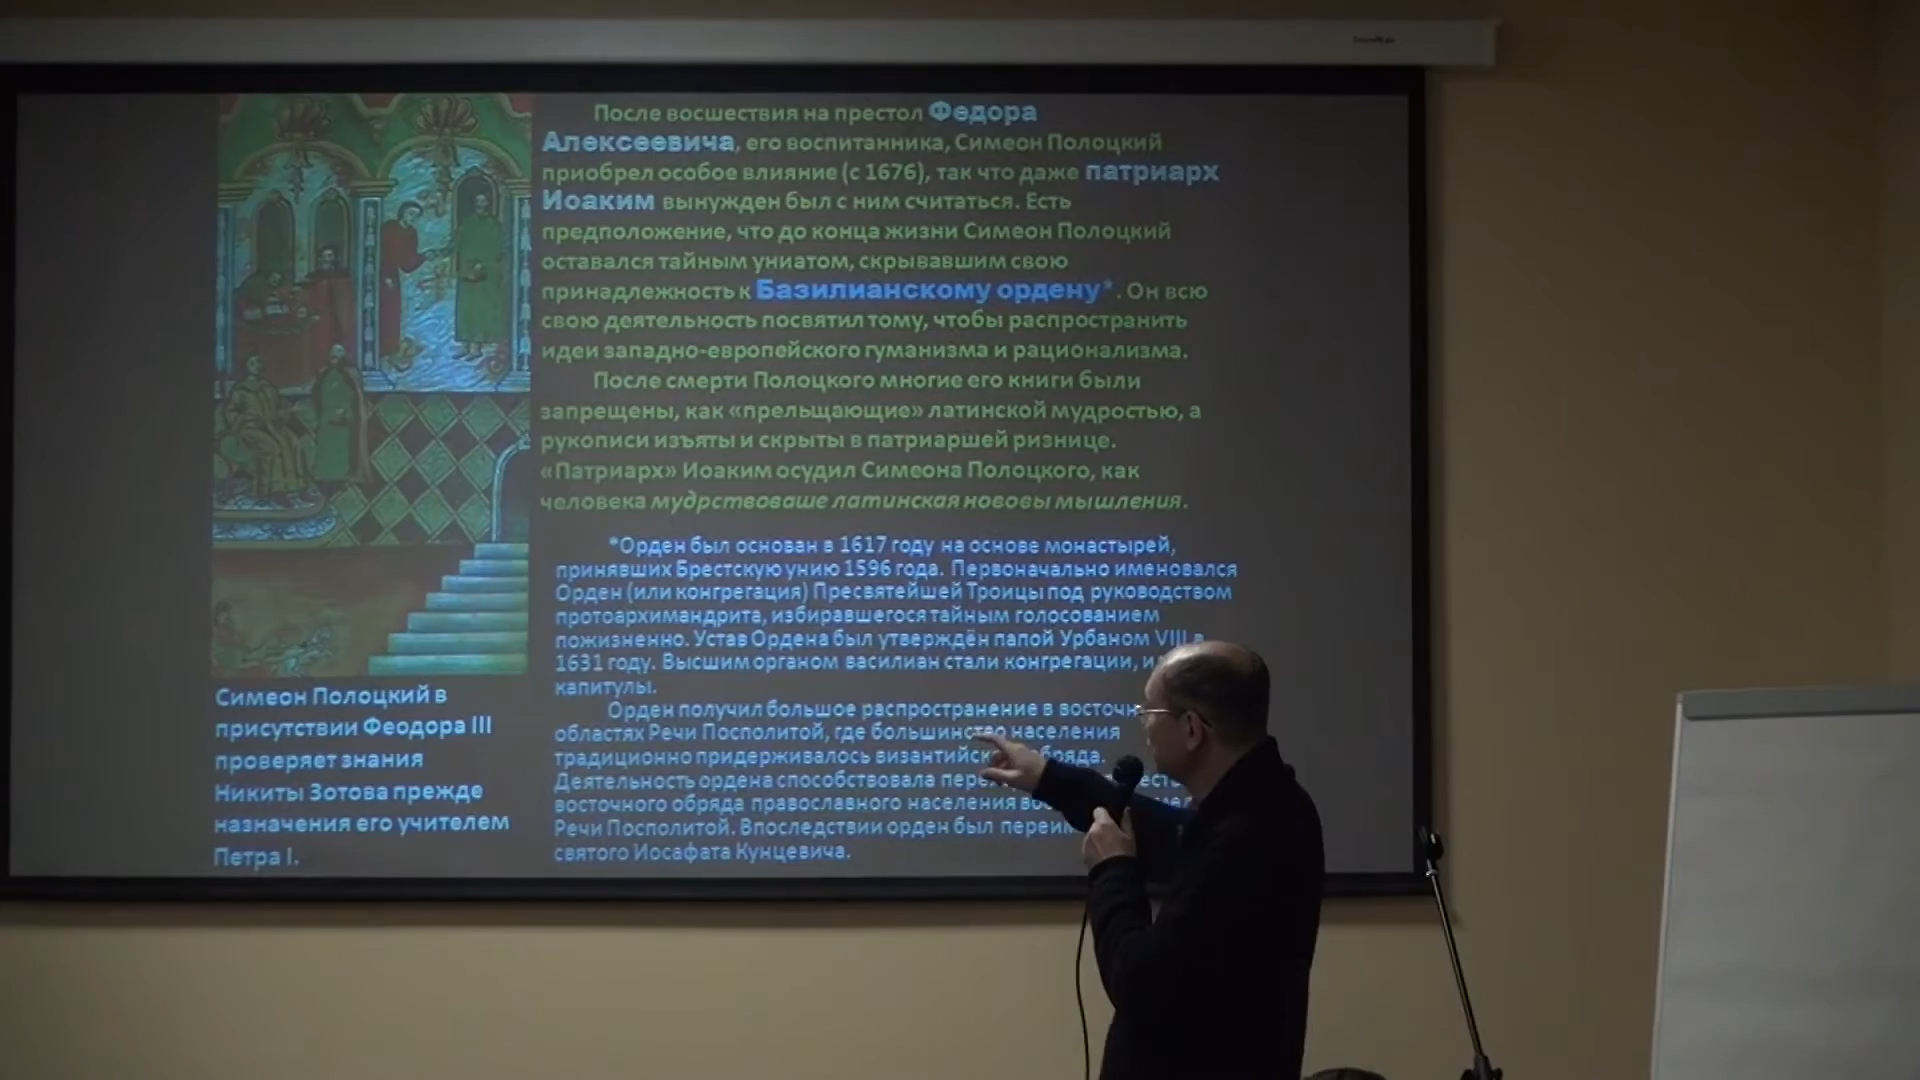 После восшествия на престол Федора
Алексеевича, его воспитанника, Симеон Полоцкий
приобрел особое влияние (с 1676), так что даже патриарх
Иоаким вынужден был с ним считаться. Есть
предположение, что до конца жизни Симеон Полоцкий
оставался тайным униатом, скрывавшим свою
принадлежность к Базилианскому ордену*. Он всю
свою деятельность посвятил тому, чтобы распространить
идеи западно-европейского гуманизма и рационализма.
После смерти Полоцкого многие его книги были
запрещены, как «прельщающие» латинской мудростью, а
рукописи изъяты и скрыты в патриаршей ризнице.
«Патриарх» Иоаким осудил Симеона Полоцкого, как
человека мудрствоваше латинская нововы мышления.
*Орден был основан в 1617 году на основе монастырей,
принявших Брестскую унию 1596 года. Первоначально именовался
Орден (или конгрегация) Пресвятейшей Троицы под руководством
протоархимандрита, избиравшегося тайным голосованием
пожизненно. Устав Ордена был утверждён папой Урбаном VIII в
1631 году. Высшим органом василиан стали конгрегации,
капитулы.
Орден получил большое распространение в
областях Речи Посполитой, где большинство населения
традиционно придерживалось
Деятельность ордена способствовала
восточного обряда православного населения
Речи Посполитой. Впоследствии орден был
святого Иосафата Кунцевича.
Симеон Полоцкий в
присутствии Феодора III
проверяет знания
Никиты Зотова прежде
назначения его учителем
Петра I.